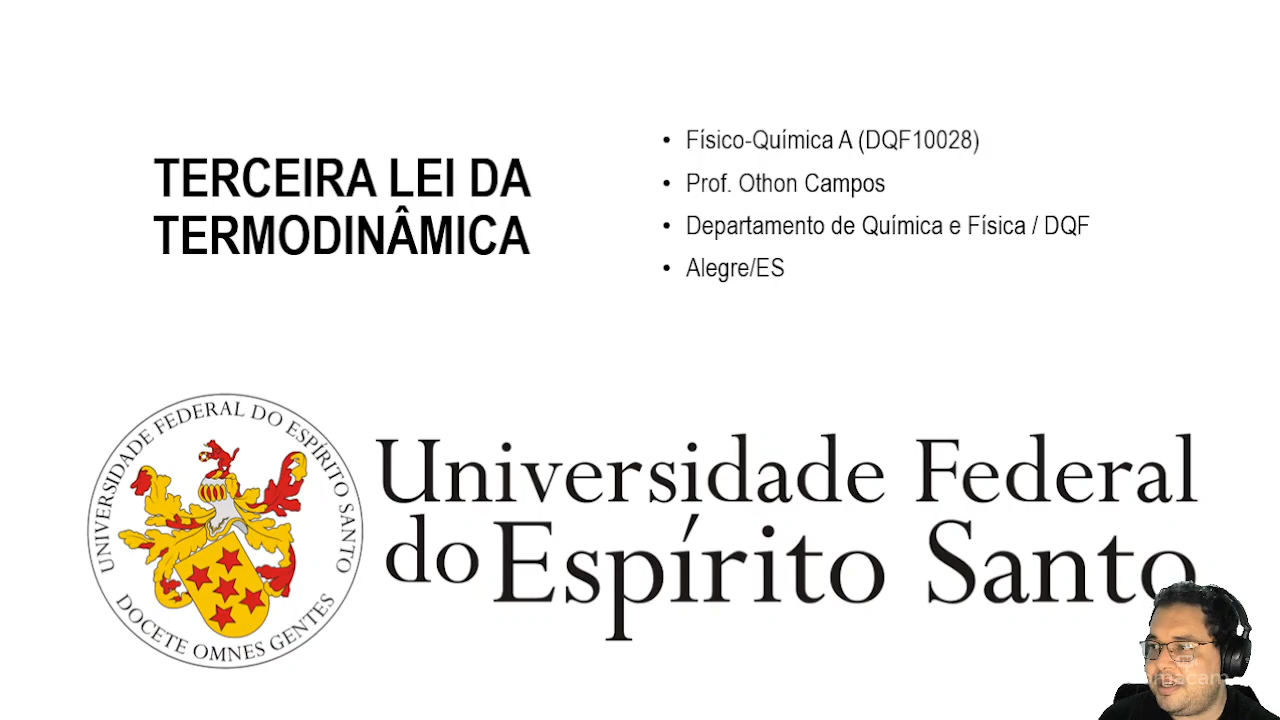 TERCEIRA LEI DA
TERMODINÂMICA
• Físico-Química A (DQF10028)
• Prof. Othon Campos
• Departamento de Química e Física / DQF
• Alegre/ES
UNIVERSIDADE FEDERAL DO ESPÍRITO SANTO
DOCETE OMNES GENTES
Universidade Federal
do Espírito Santo